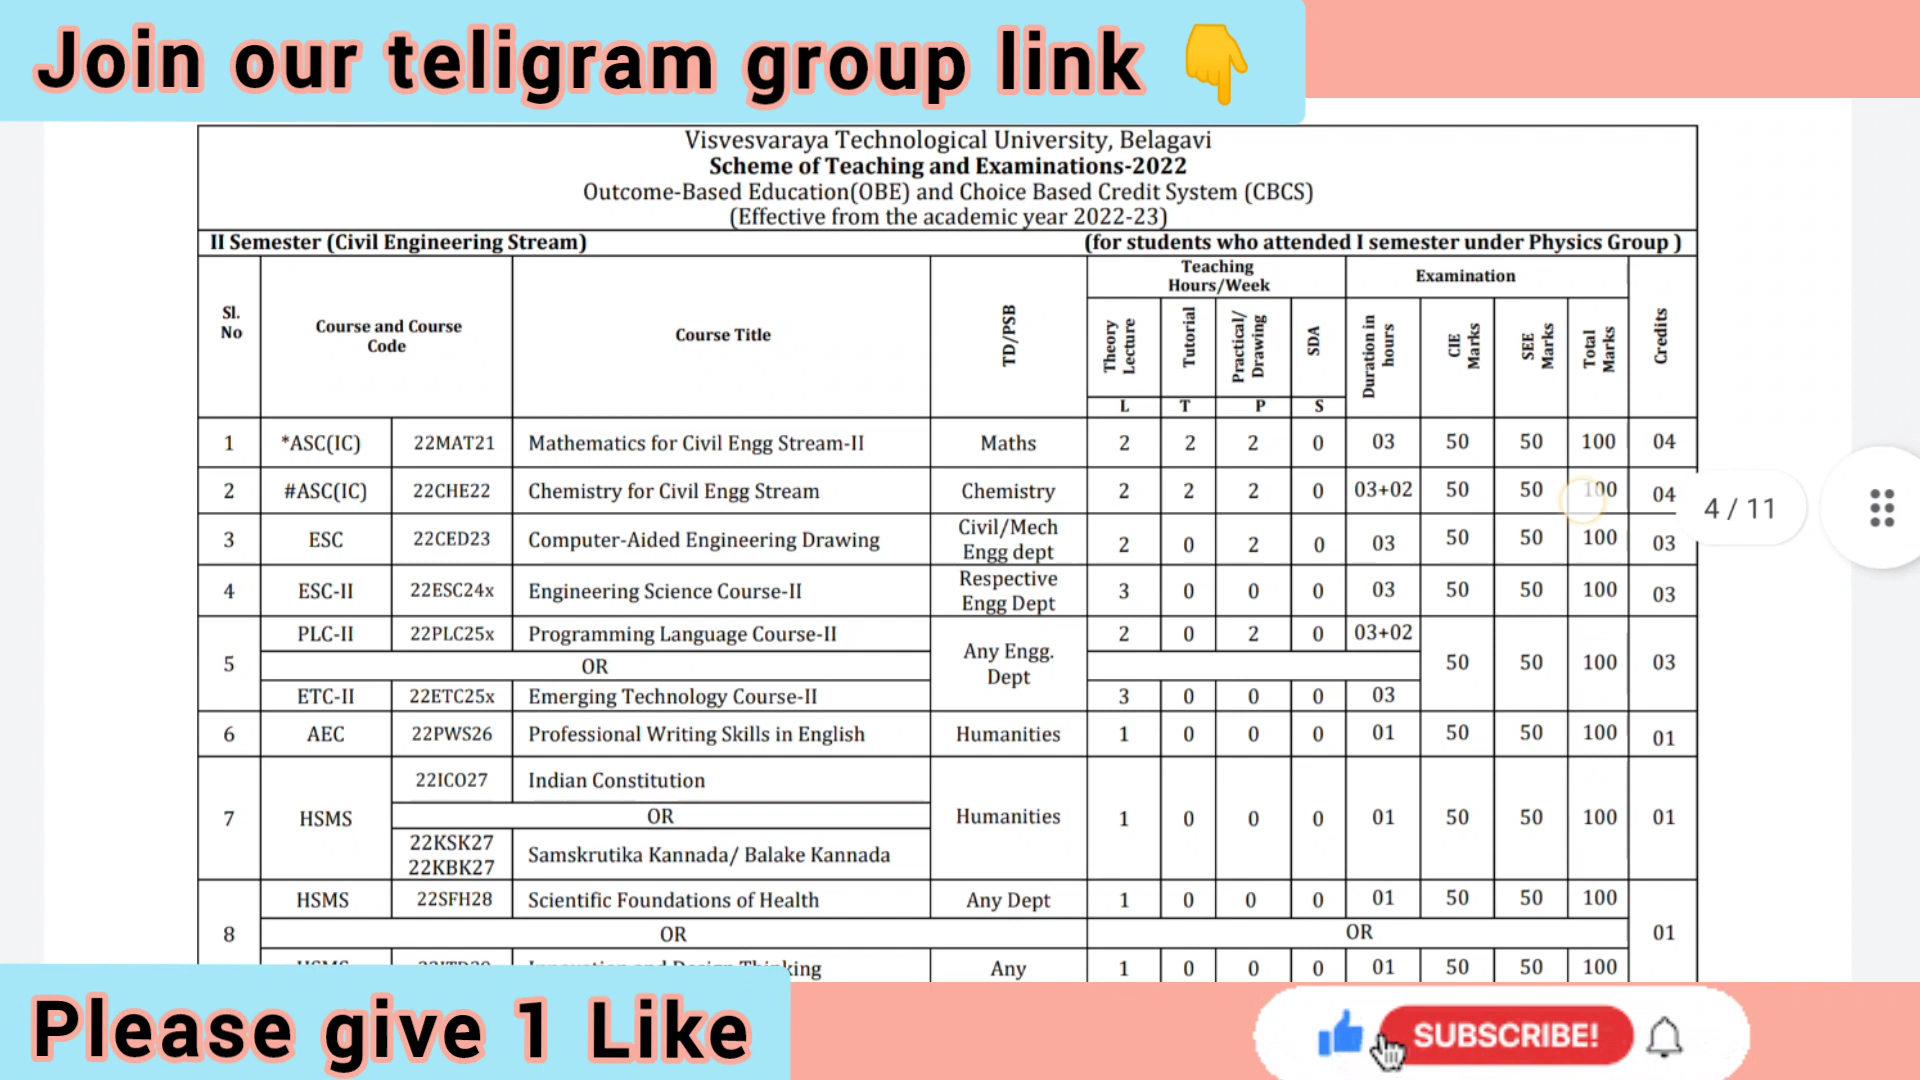 Join our teligram group link 👇
Visvesvaraya Technological University, Belagavi
Scheme of Teaching and Examinations-2022
Outcome-Based Education(OBE) and Choice Based Credit System (CBCS)
(Effective from the academic year 2022-23)
II Semester (Civil Engineering Stream) (for students who attended I semester under Physics Group )
Sl. No Course and Course Code Course Title TD/PSB Teaching Hours/Week Examination Credits
Theory Lecture Tutorial Practical/ Drawing SDA Duration in hours CIE Marks SEE Marks Total Marks
L T P S
1 *ASC(IC) 22MAT21 Mathematics for Civil Engg Stream-II Maths 2 2 2 0 03 50 50 100 04
2 #ASC(IC) 22CHE22 Chemistry for Civil Engg Stream Chemistry 2 2 2 0 03+02 50 50 100 04
4 / 11
3 ESC 22CED23 Computer-Aided Engineering Drawing Civil/Mech Engg dept 2 0 2 0 03 50 50 100 03
4 ESC-II 22ESC24x Engineering Science Course-II Respective Engg Dept 3 0 0 0 03 50 50 100 03
5 PLC-II 22PLC25x Programming Language Course-II Any Engg. Dept 2 0 2 0 03+02 50 50 100 03
OR
ETC-II 22ETC25x Emerging Technology Course-II 3 0 0 0 03
6 AEC 22PWS26 Professional Writing Skills in English Humanities 1 0 0 0 01 50 50 100 01
7 HSMS 22ICO27 Indian Constitution Humanities 1 0 0 0 01 50 50 100 01
OR
22KSK27 22KBK27 Samskrutika Kannada/ Balake Kannada
8 HSMS 22SFH28 Scientific Foundations of Health Any Dept 1 0 0 0 01 50 50 100 01
OR OR
Thinking Any 1 0 0 0 01 50 50 100
Please give 1 Like
SUBSCRIBE!